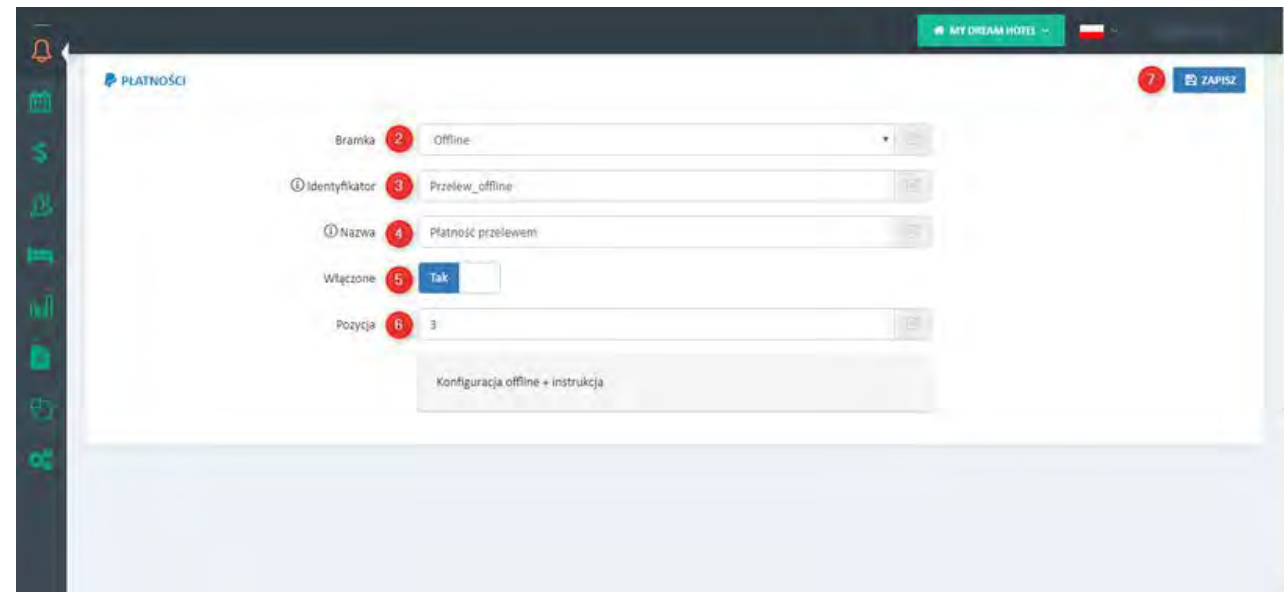 MY DREAM HOTEL
PŁATNOŚCI
7 ZAPISZ
Bramka 2 Offline
Identyfikator 3 Przelew_offline
Nazwa 4 Płatność przelewem
Włączone 5 Tak
Pozycja 6 3
Konfiguracja offline + instrukcja